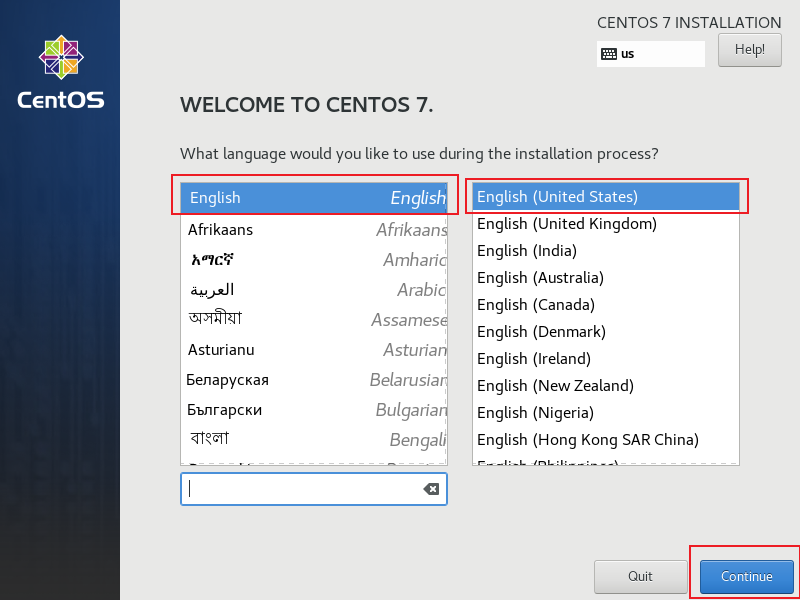 CENTOS 7 INSTALLATION
us
Help!
CentOS
WELCOME TO CENTOS 7.
What language would you like to use during the installation process?
English English
Afrikaans Afrikaans
አማርኛ Amharic
العربية Arabic
অসমীয়া Assamese
Asturianu Asturian
Беларуская Belarusian
Български Bulgarian
বাংলা Bengali
English (United States)
English (United Kingdom)
English (India)
English (Australia)
English (Canada)
English (Denmark)
English (Ireland)
English (New Zealand)
English (Nigeria)
English (Hong Kong SAR China)
English (Philippines)
Quit
Continue